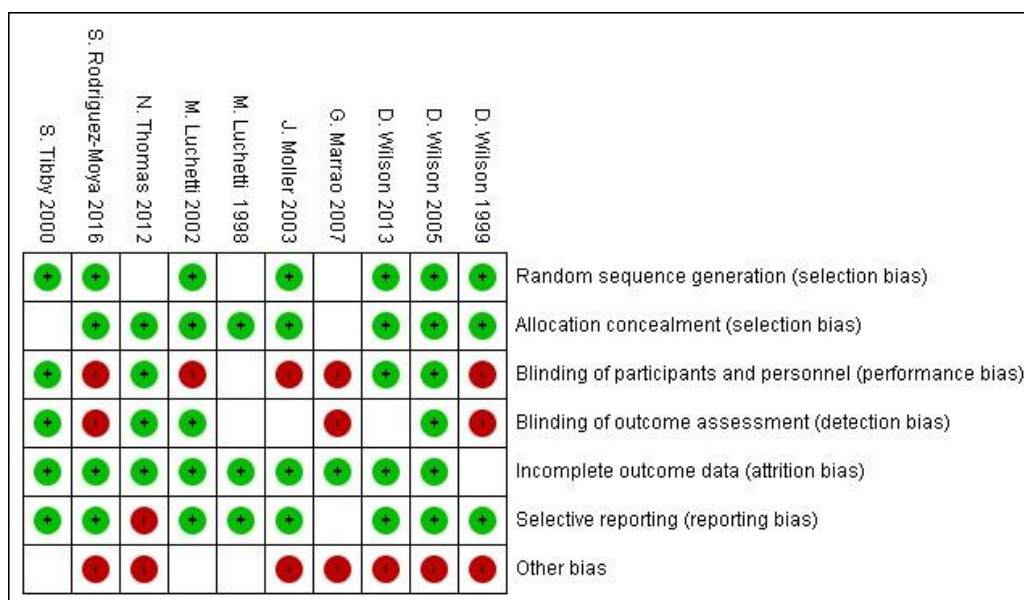 S. Tibby 2000
S. Rodriguez-Moya 2016
N. Thomas 2012
M. Luchetti 2002
M. Luchetti 1998
J. Moller 2003
G. Marrao 2007
D. Wilson 2013
D. Wilson 2005
D. Wilson 1999
+ + + + + + + Random sequence generation (selection bias)
+ + + + + + + + Allocation concealment (selection bias)
+ - + - - - + + - Blinding of participants and personnel (performance bias)
+ - + + - + - Blinding of outcome assessment (detection bias)
+ + + + + + + + + Incomplete outcome data (attrition bias)
+ + - + + + + + + Selective reporting (reporting bias)
- - - - - - - Other bias